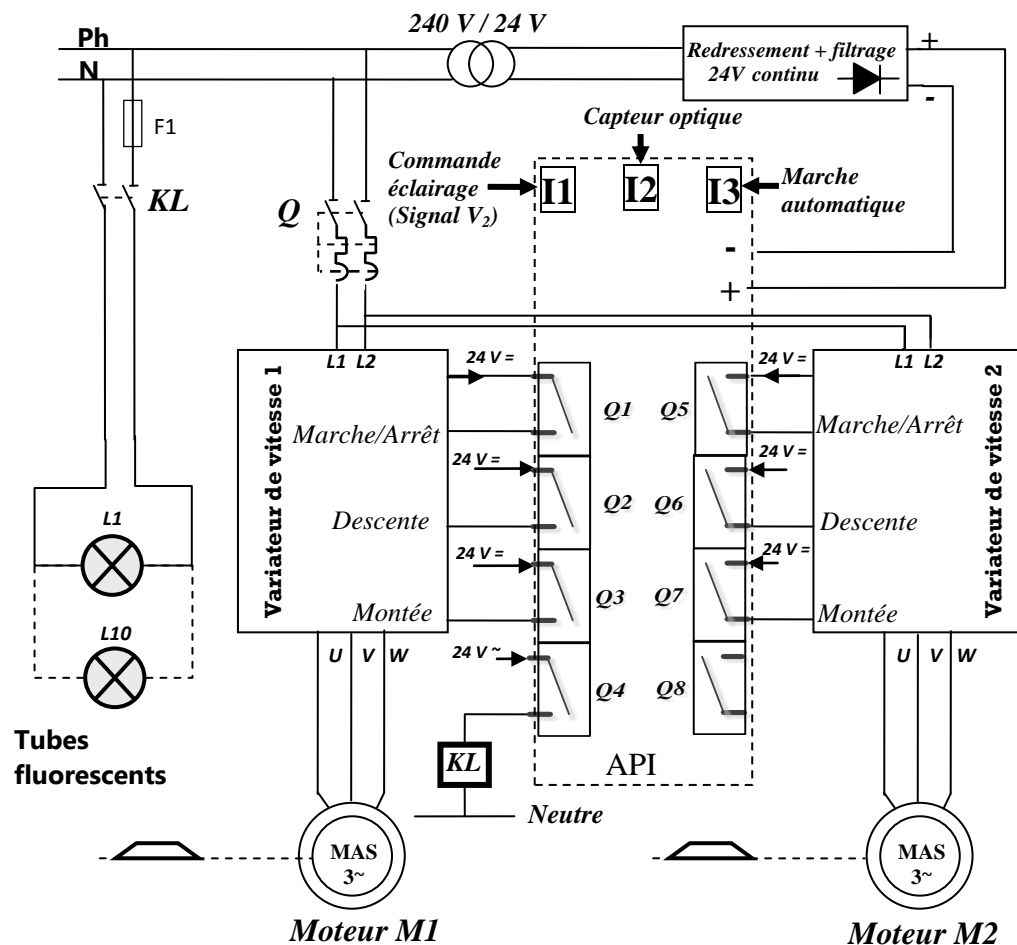 240 V / 24 V
Ph
N
Redressement + filtrage
24V continu
+
-
F1
KL
Q
Capteur optique
Commande
éclairage
(Signal V2)
I1
I2
I3
Marche
automatique
-
+
L1 L2
Variateur de vitesse 1
Marche/Arrêt
Descente
Montée
U V W
24 V =
24 V =
24 V =
24 V ~
Q1
Q2
Q3
Q4
Q5
Q6
Q7
Q8
24 V =
24 V =
24 V =
L1 L2
Variateur de vitesse 2
Marche/Arrêt
Descente
Montée
U V W
L1
L10
Tubes
fluorescents
KL
Neutre
API
MAS
3~
Moteur M1
MAS
3~
Moteur M2